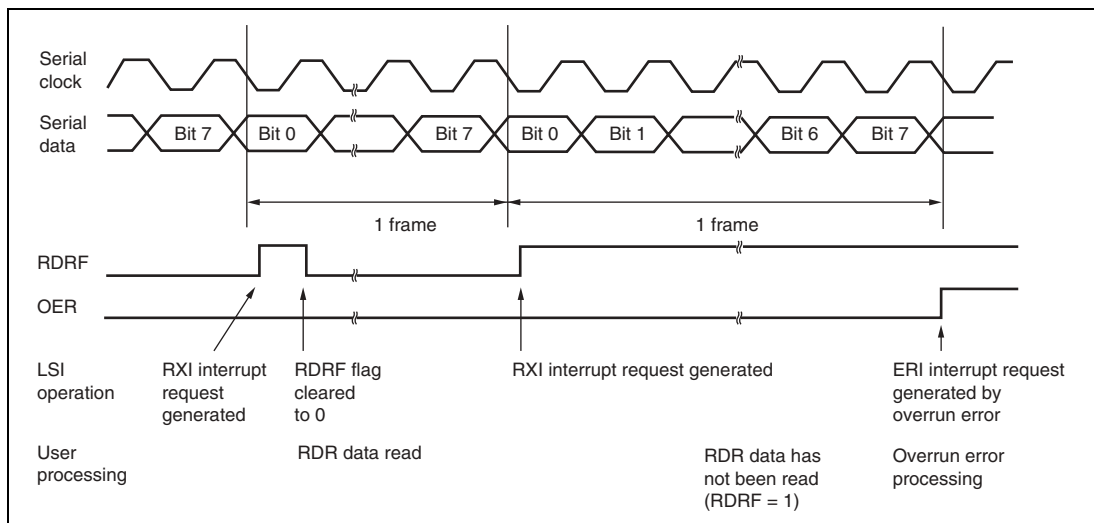 Serial
clock
Serial
data
Bit 7
Bit 0
Bit 7
Bit 0
Bit 1
Bit 6
Bit 7
1 frame
1 frame
RDRF
OER
LSI
operation
RXI interrupt
request
generated
RDRF flag
cleared
to 0
RXI interrupt request generated
ERI interrupt request
generated by
overrun error
User
processing
RDR data read
RDR data has
not been read
(RDRF = 1)
Overrun error
processing